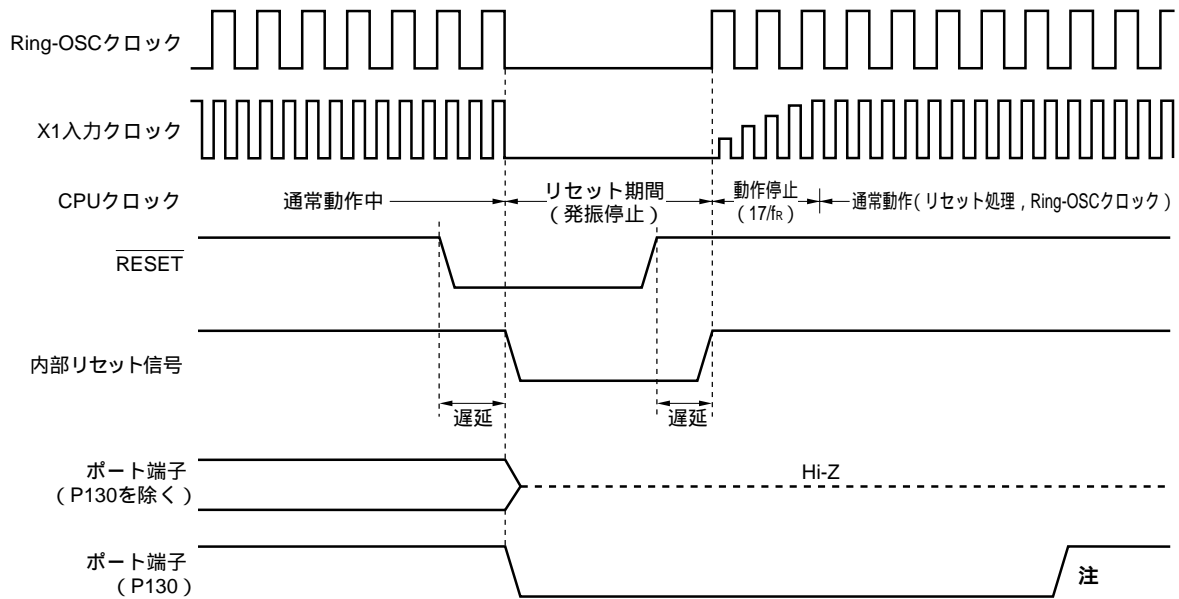 Ring-OSCクロック
X1入力クロック
CPUクロック
通常動作中
リセット期間
(発振停止)
動作停止
(17/fR)
通常動作(リセット処理,Ring-OSCクロック)
RESET
内部リセット信号
遅延
遅延
ポート端子
(P130を除く)
Hi-Z
ポート端子
(P130)
注